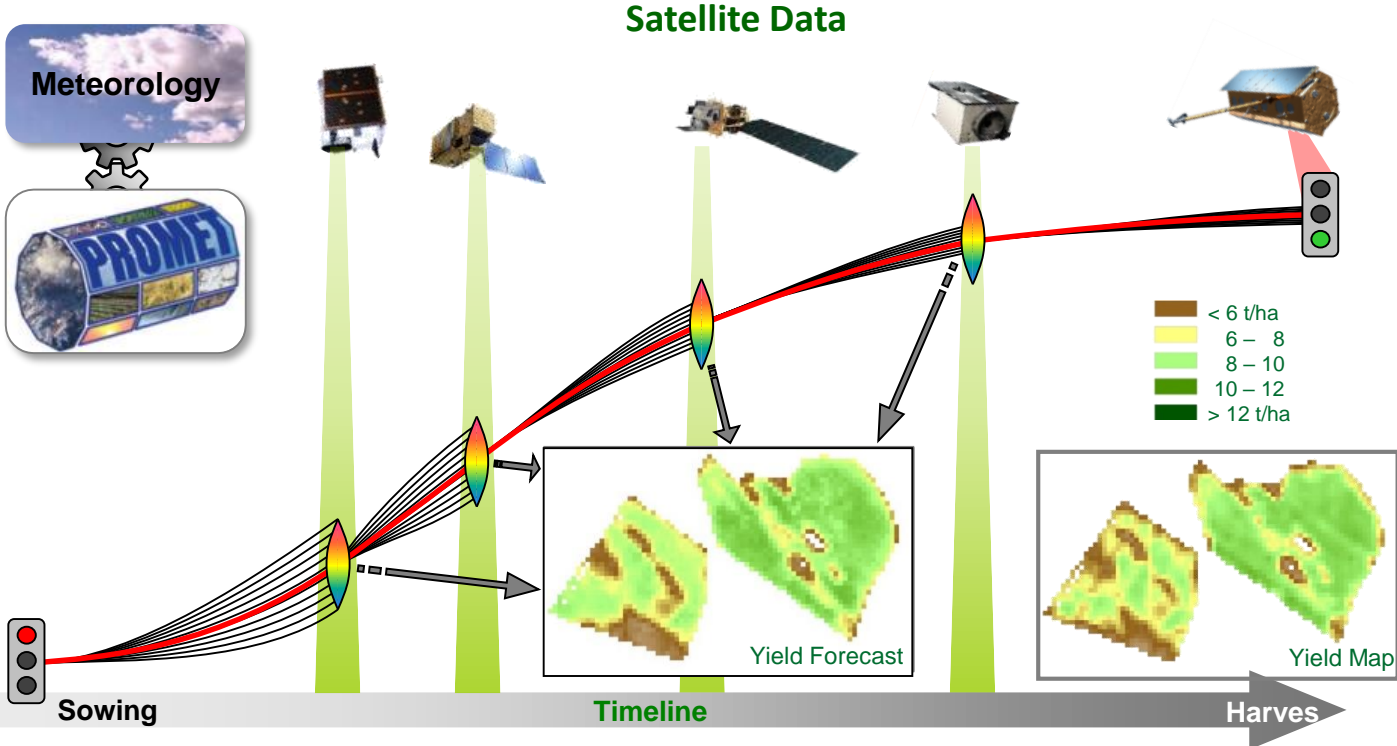 Satellite Data
Meteorology
PROMET
< 6 t/ha
6 – 8
8 – 10
10 – 12
> 12 t/ha
Yield Forecast
Yield Map
Sowing
Timeline
Harves